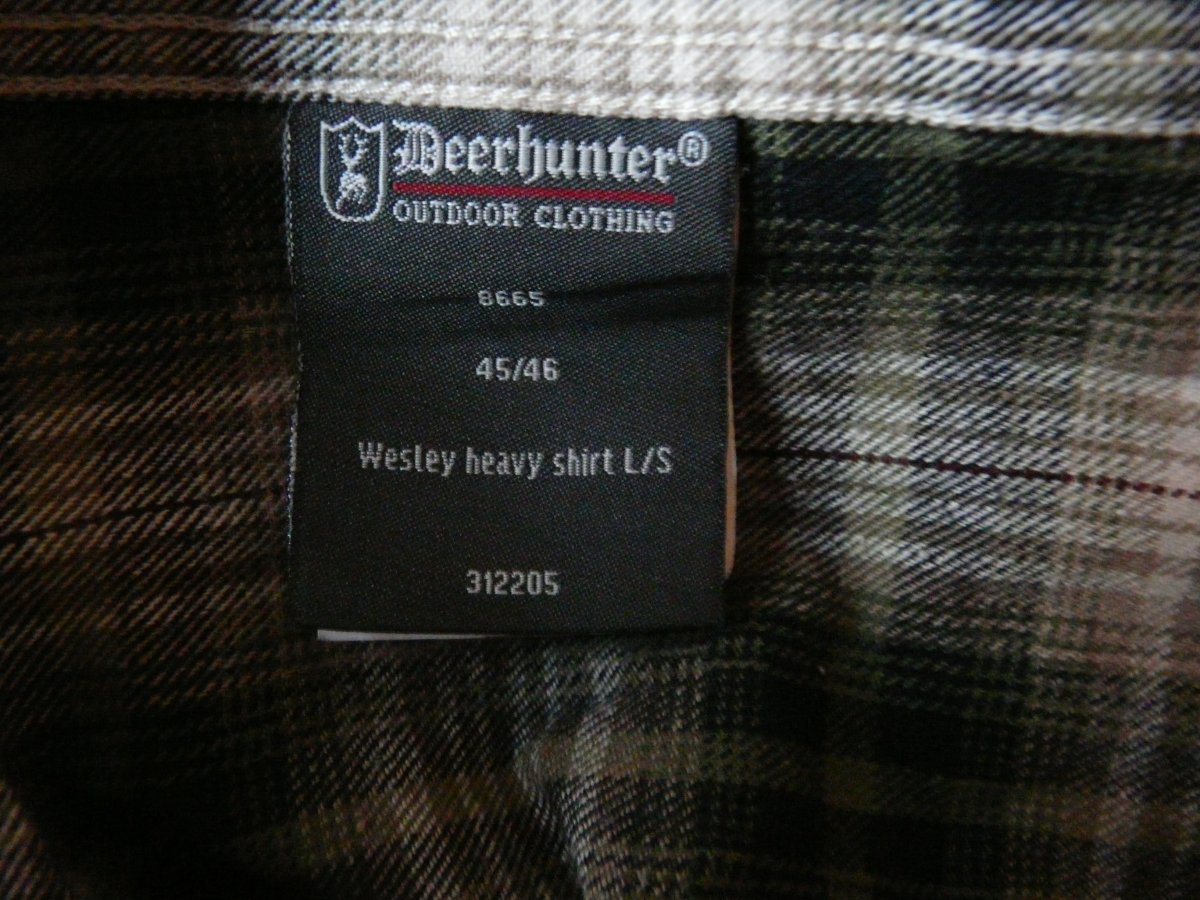 Deerhunter®
OUTDOOR CLOTHING
8665
45/46
Wesley heavy shirt L/S
312205